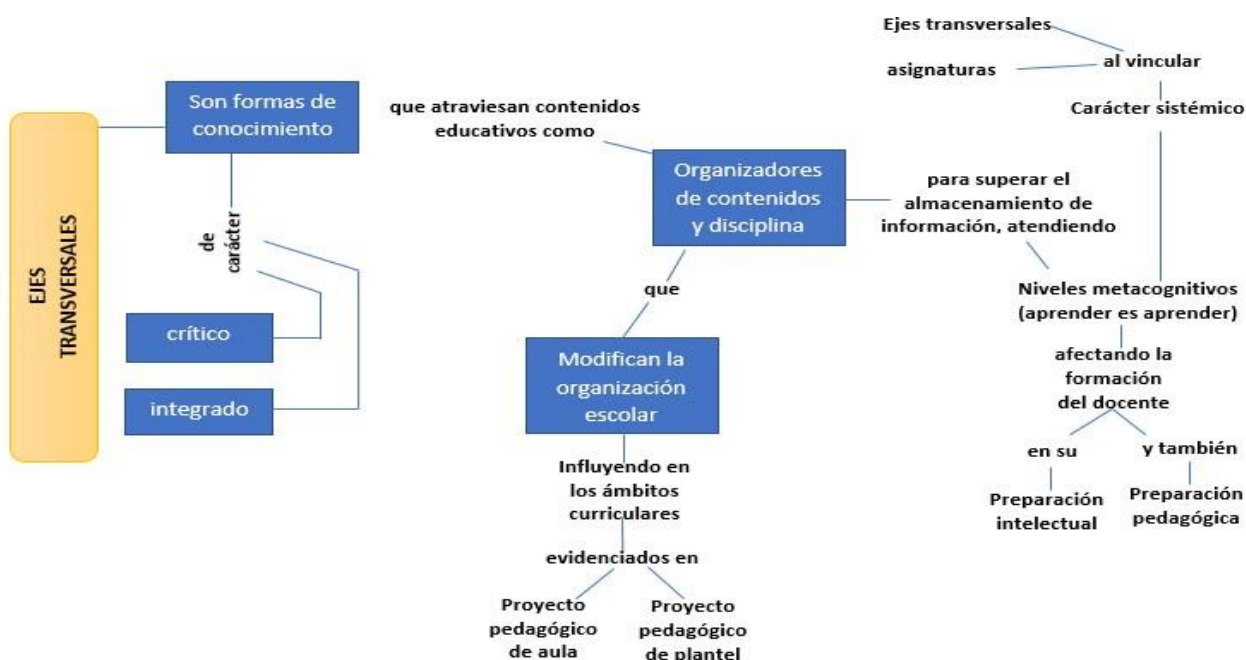 EJES
TRANSVERSALES
Son formas de
conocimiento
de
carácter
crítico
integrado
que atraviesan contenidos
educativos como
Organizadores
de contenidos
y disciplina
que
Modifican la
organización
escolar
Influyendo en
los ámbitos
curriculares
evidenciados en
Proyecto
pedagógico
de aula
Proyecto
pedagógico
de plantel
Ejes transversales
asignaturas
al vincular
Carácter sistémico
para superar el
almacenamiento de
información, atendiendo
Niveles metacognitivos
(aprender es aprender)
afectando la
formación
del docente
en su
y también
Preparación
intelectual
Preparación
pedagógica